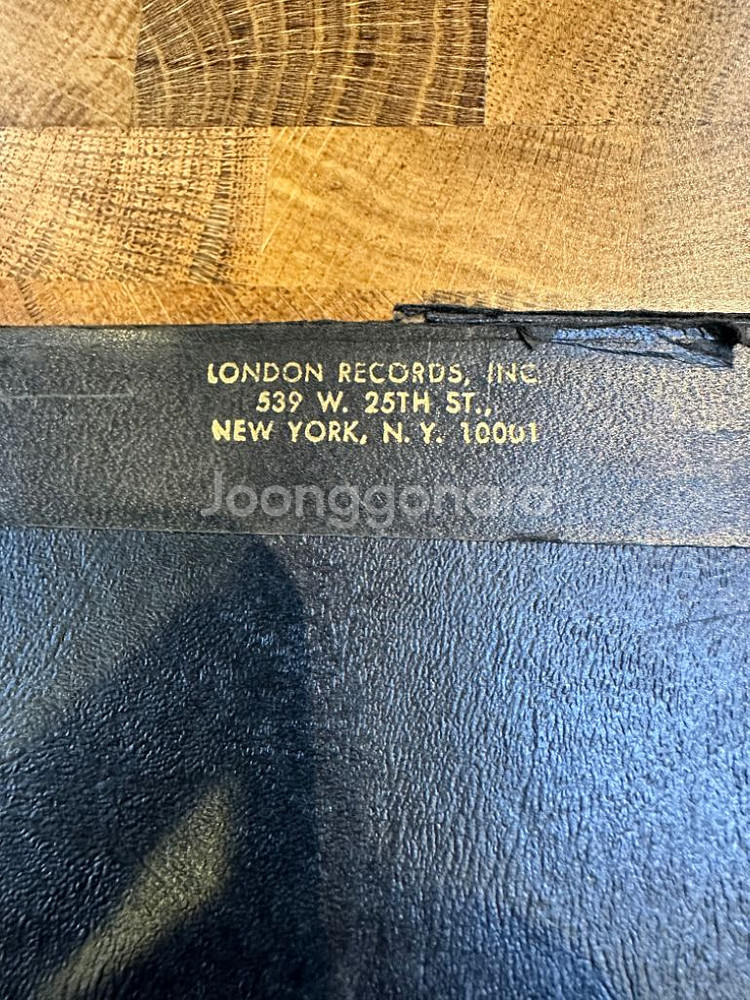 LONDON RECORDS, INC.
539 W. 25TH ST.,
NEW YORK, N. Y. 10001
Joonggonara